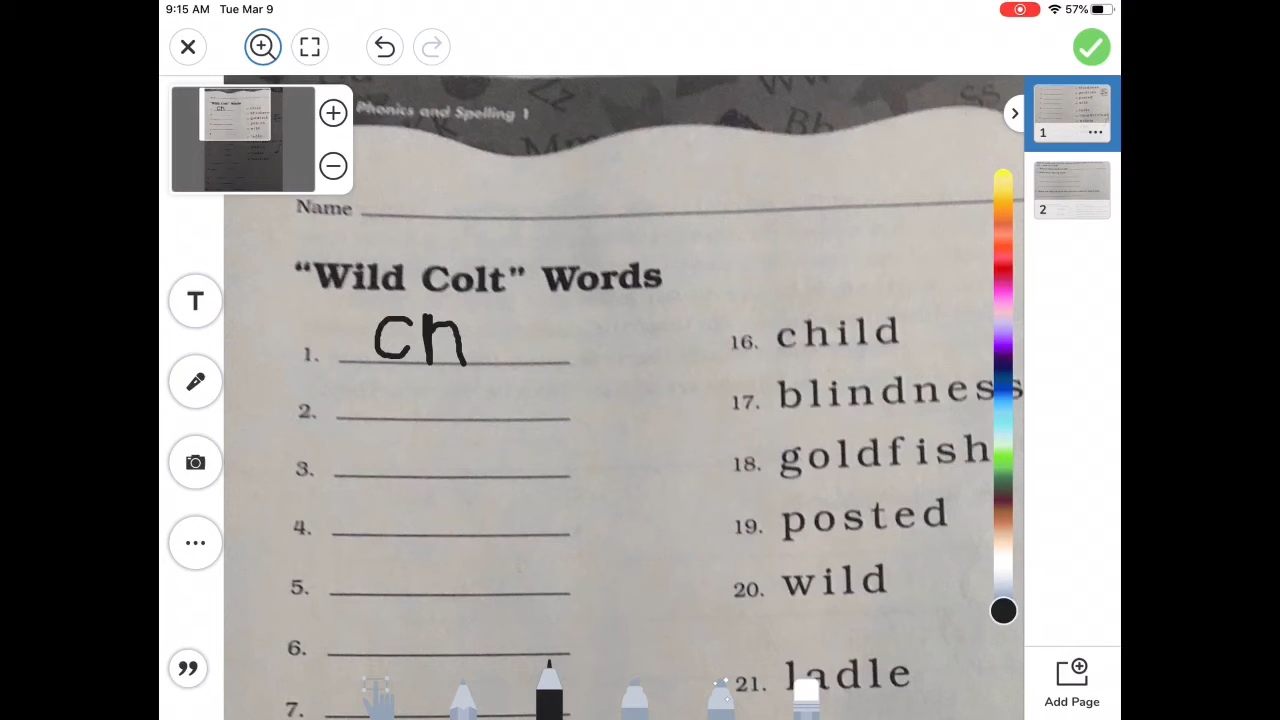 9:15 AM Tue Mar 9 57%
Phonics and Spelling 1
Name
"Wild Colt" Words
1. ch
2.
3.
4.
5.
6.
7.
16. child
17. blindness
18. goldfish
19. posted
20. wild
21. ladle
T
1
2
Add Page